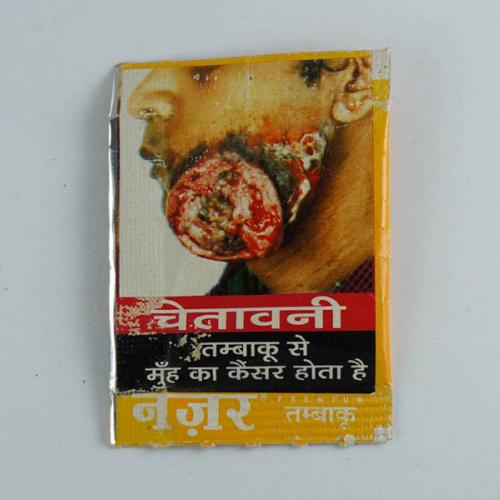 चेतावनी
तम्बाकू से
मुँह का कैंसर होता है
नज़र® PREMIUM
तम्बाकू